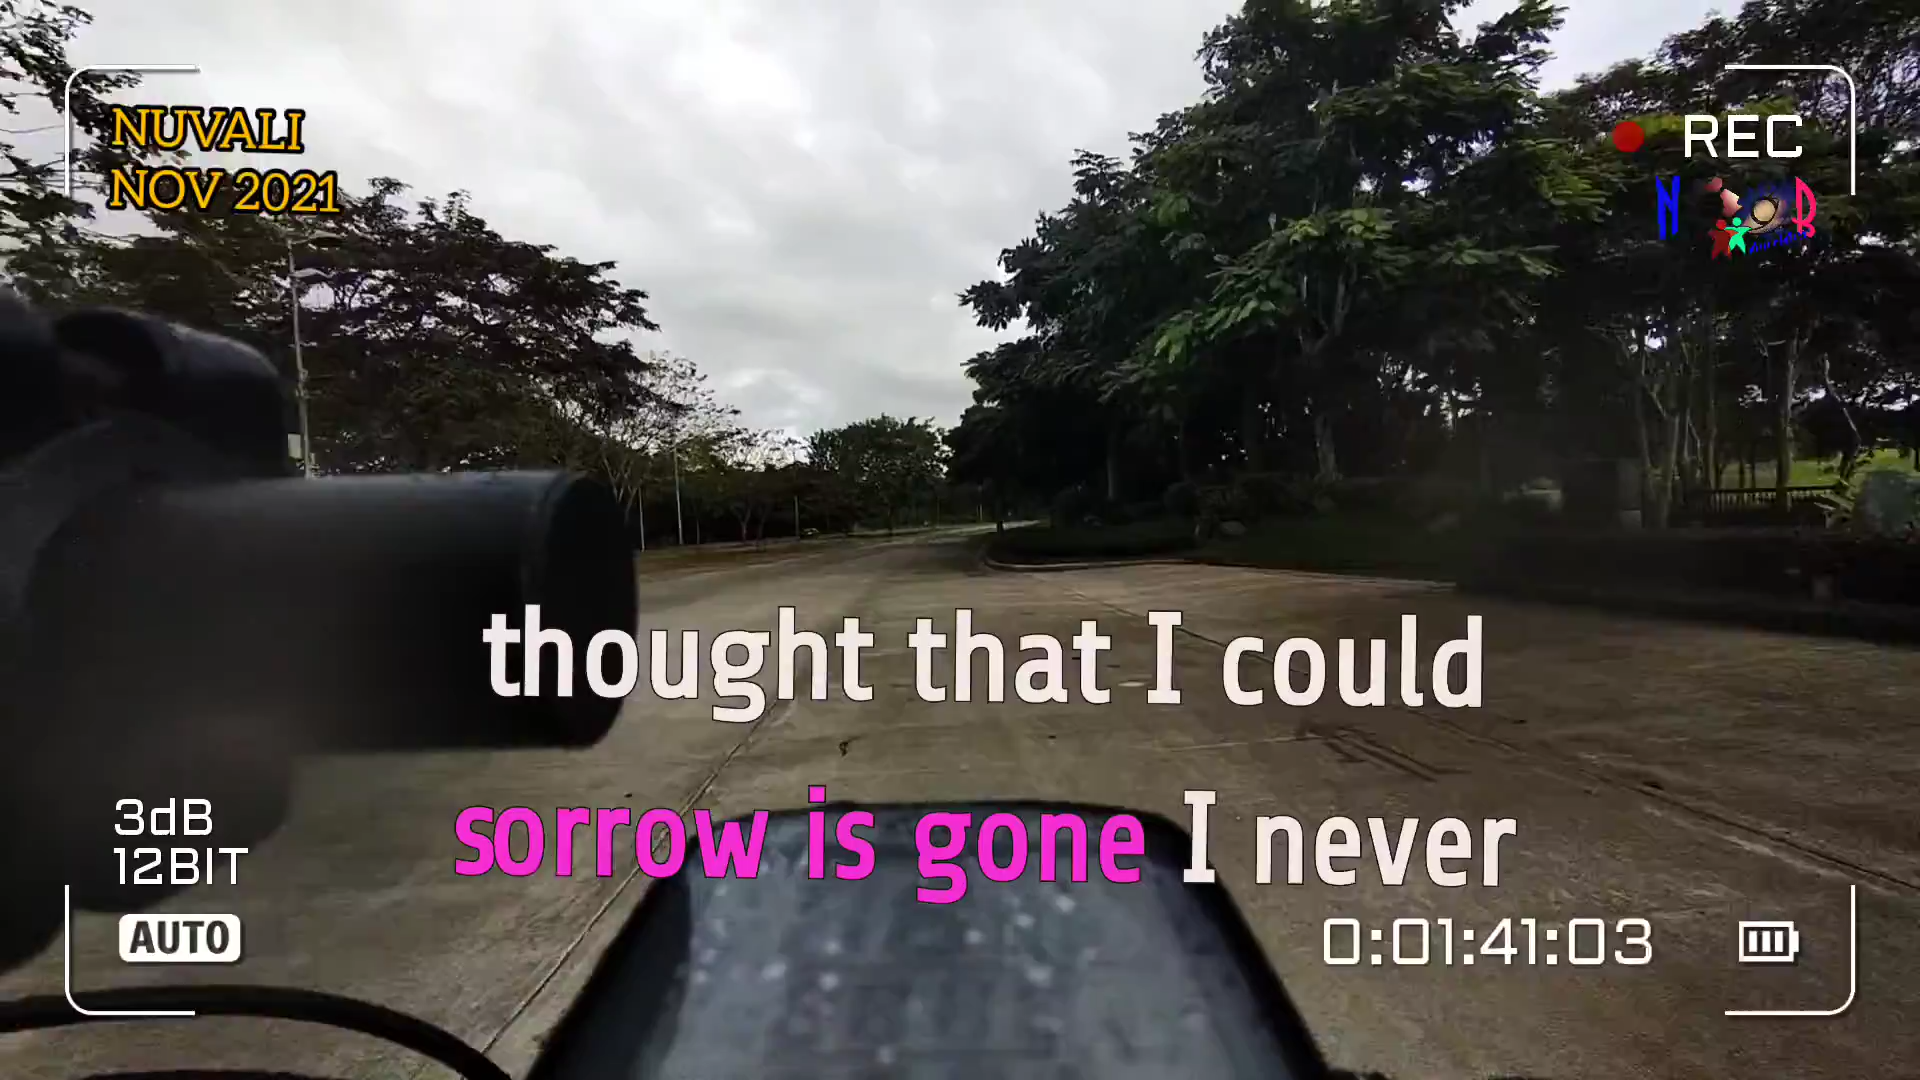 NUVALI
NOV 2021
REC
N B
thought that I could
sorrow is gone I never
3dB
12BIT
AUTO
0:01:41:03